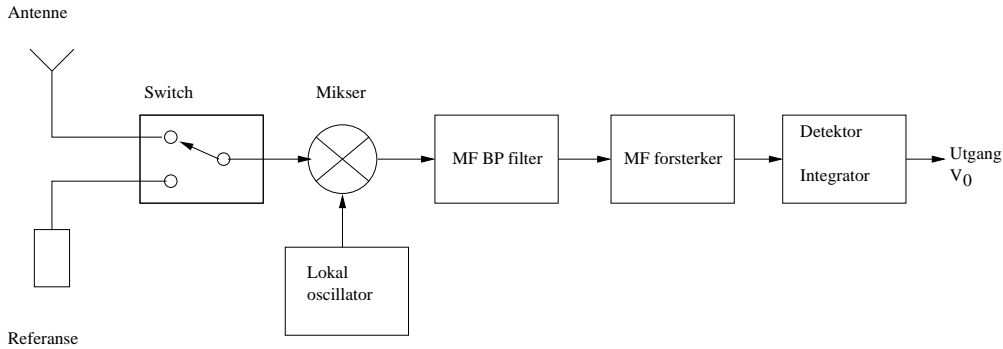 Antenne
Switch
Mikser
MF BP filter
MF forsterker
Detektor
Integrator
Utgang
V0
Lokal
oscillator
Referanse